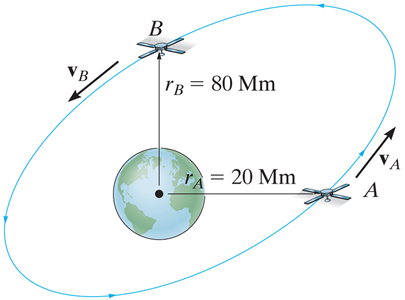 B
v_B
r_B = 80 Mm
v_A
r_A = 20 Mm
A